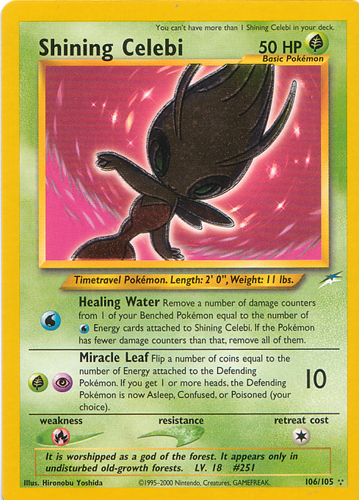 You can't have more than 1 Shining Celebi in your deck.
Shining Celebi 50 HP
Basic Pokémon
Timetravel Pokémon. Length: 2' 0", Weight: 11 lbs.
Healing Water Remove a number of damage counters
from 1 of your Benched Pokémon equal to the number of
Energy cards attached to Shining Celebi. If the Pokémon
has fewer damage counters than that, remove all of them.
Miracle Leaf Flip a number of coins equal to the
number of Energy attached to the Defending
Pokémon. If you get 1 or more heads, the Defending
Pokémon is now Asleep, Confused, or Poisoned (your
choice).
10
weakness resistance retreat cost
It is worshipped as a god of the forest. It appears only in
undisturbed old-growth forests. LV. 18 #251
Illus. Hironobu Yoshida ©1995-2000 Nintendo, Creatures, GAMEFREAK. 106/105